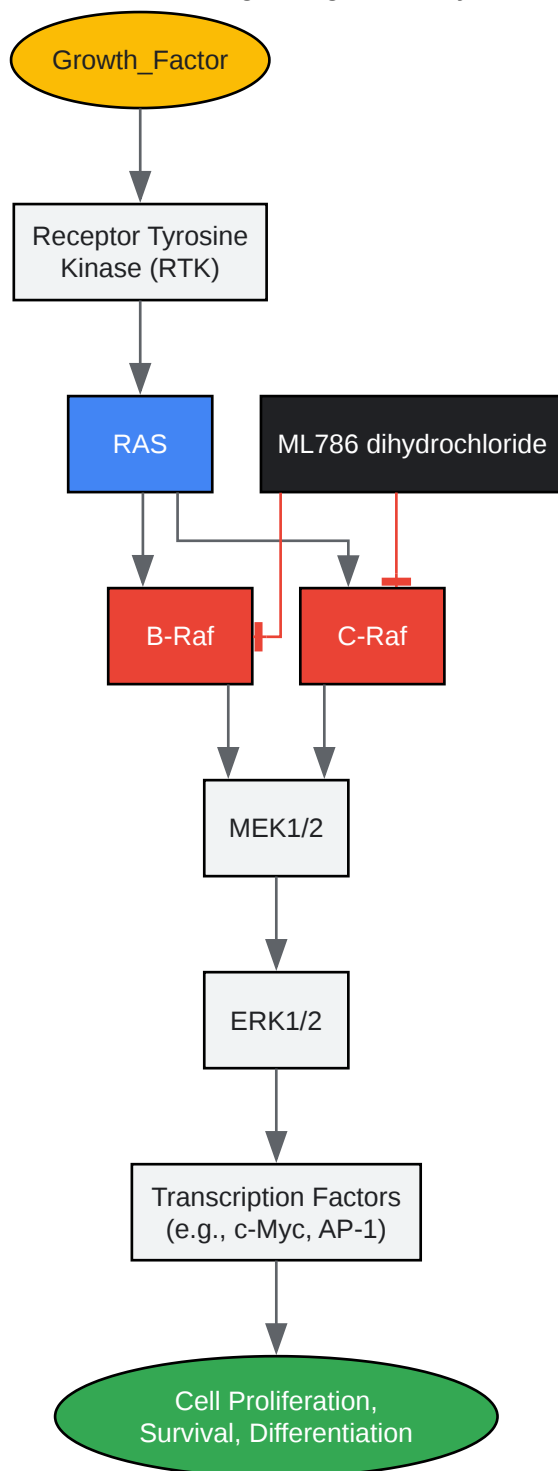 Growth_Factor
Receptor Tyrosine
Kinase (RTK)
RAS
ML786 dihydrochloride
B-Raf
C-Raf
MEK1/2
ERK1/2
Transcription Factors
(e.g., c-Myc, AP-1)
Cell Proliferation,
Survival, Differentiation